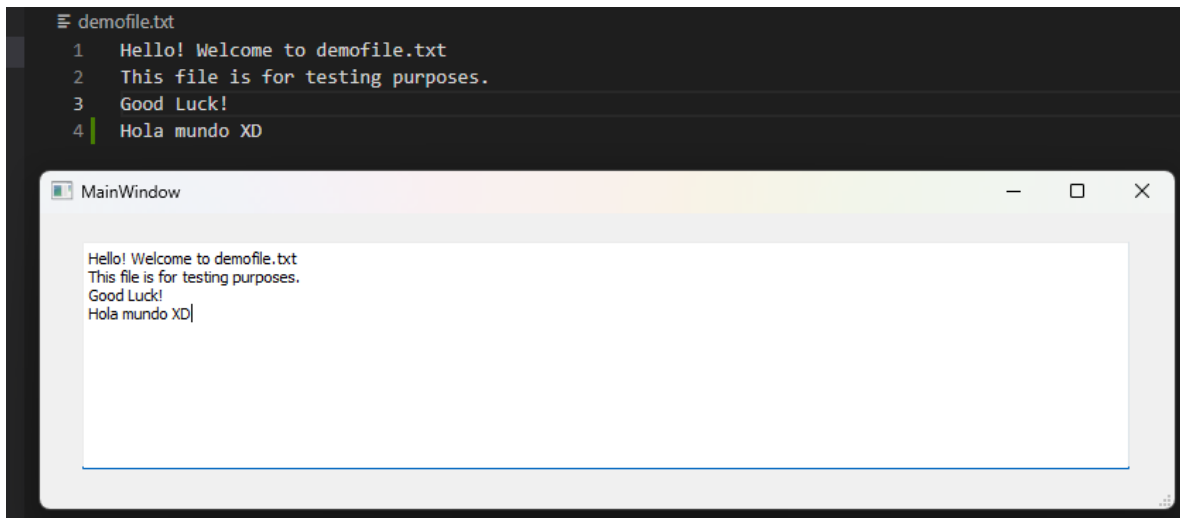 demofile.txt
1 Hello! Welcome to demofile.txt
2 This file is for testing purposes.
3 Good Luck!
4 Hola mundo XD
MainWindow
Hello! Welcome to demofile.txt
This file is for testing purposes.
Good Luck!
Hola mundo XD